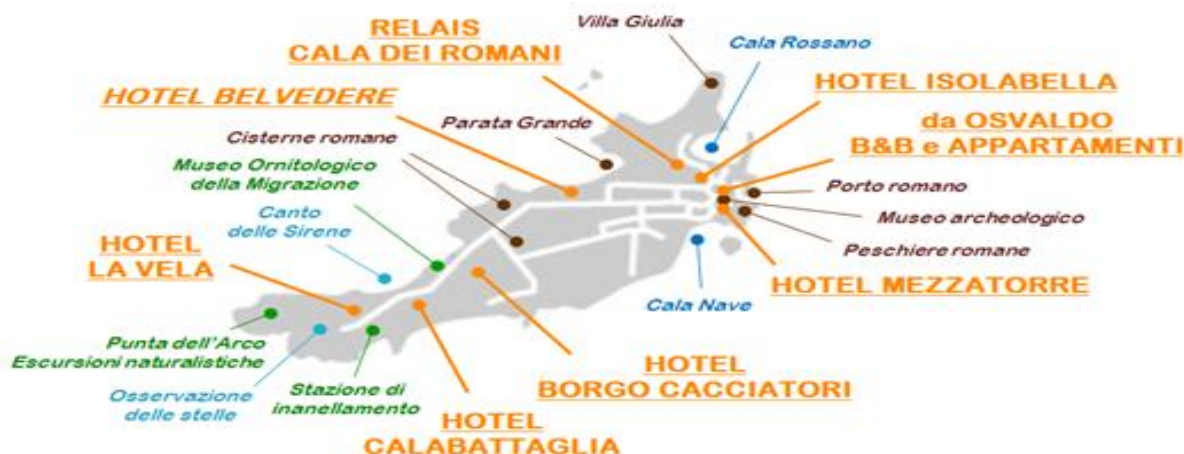 Villa Giulia
RELAIS
CALA DEI ROMANI
Cala Rossano
HOTEL ISOLABELLA
HOTEL BELVEDERE
da OSVALDO
B&B e APPARTAMENTI
Parata Grande
Cisterne romane
Museo Ornitologico
della Migrazione
Porto romano
Museo archeologico
Canto
delle Sirene
Peschiere romane
HOTEL
LA VELA
HOTEL MEZZATORRE
Cala Nave
Punta dell'Arco
Escursioni naturalistiche
HOTEL
BORGO CACCIATORI
Osservazione
delle stelle
Stazione di
inanellamento
HOTEL
CALABATTAGLIA